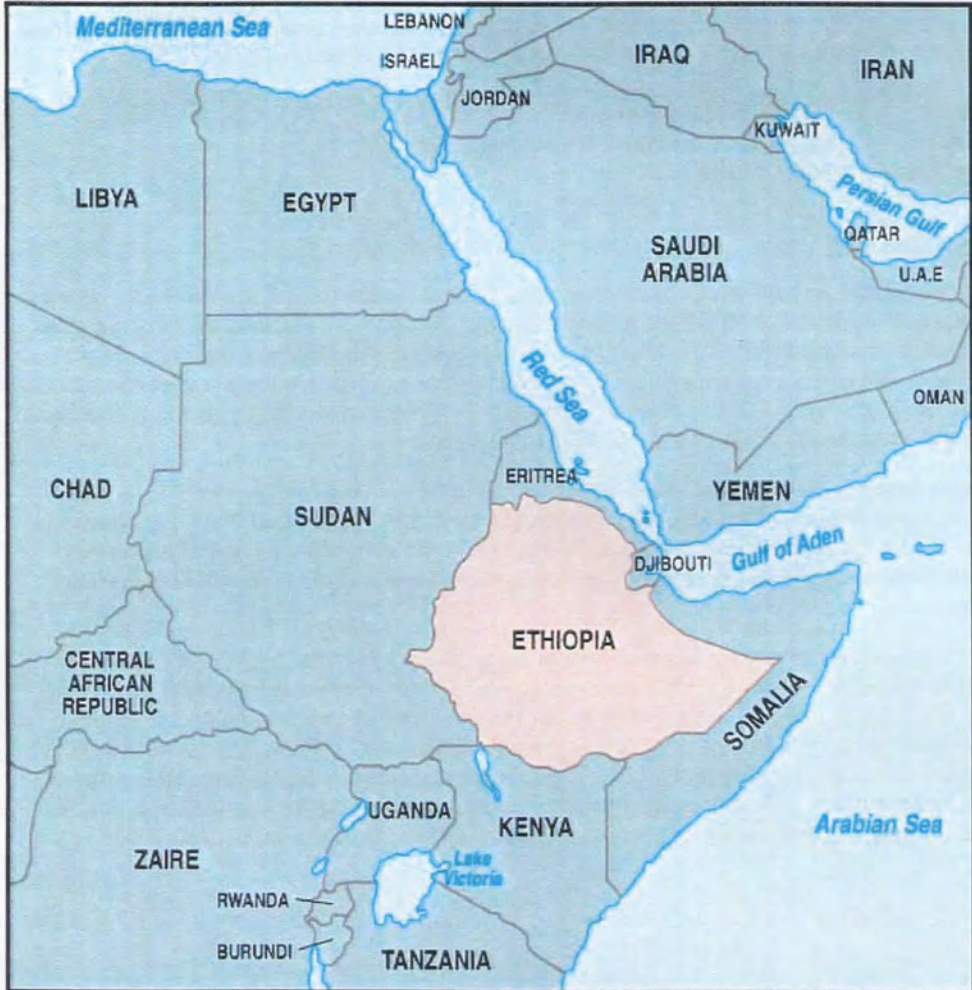 Mediterranean Sea
LEBANON
ISRAEL
JORDAN
IRAQ
IRAN
KUWAIT
Persian Gulf
QATAR
U.A.E
LIBYA
EGYPT
SAUDI
ARABIA
Red Sea
OMAN
CHAD
SUDAN
ERITREA
YEMEN
DJIBOUTI
Gulf of Aden
ETHIOPIA
CENTRAL
AFRICAN
REPUBLIC
SOMALIA
UGANDA
KENYA
Arabian Sea
ZAIRE
Lake
Victoria
RWANDA
BURUNDI
TANZANIA